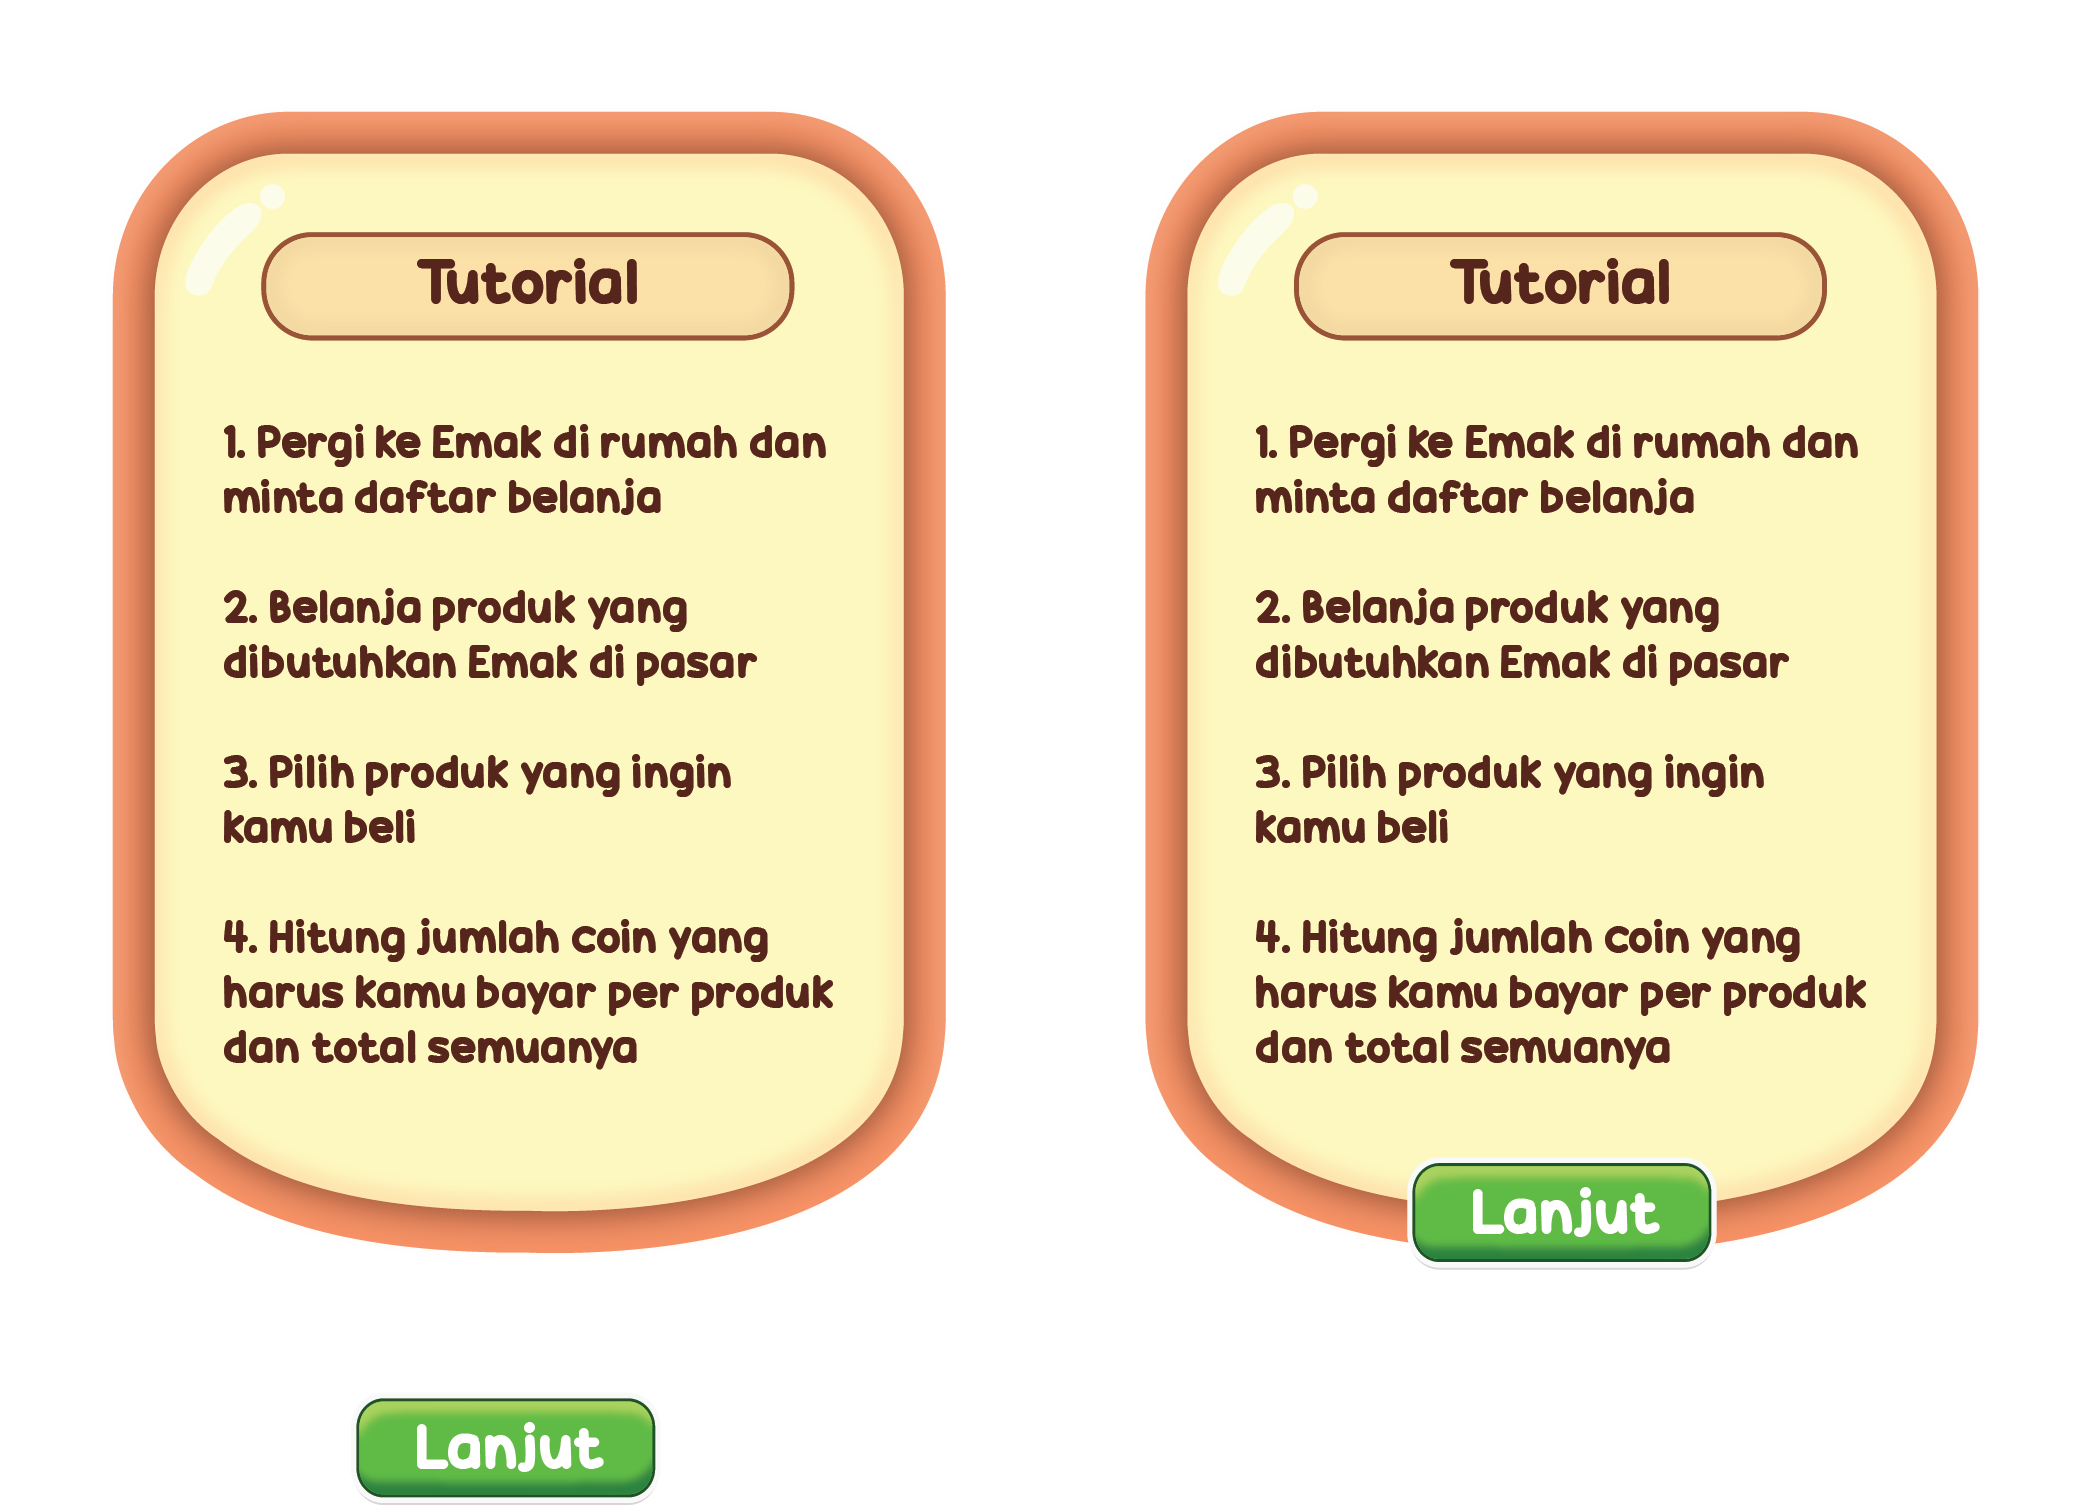 Tutorial
1. Pergi ke Emak di rumah dan
minta daftar belanja
2. Belanja produk yang
dibutuhkan Emak di pasar
3. Pilih produk yang ingin
kamu beli
4. Hitung jumlah coin yang
harus kamu bayar per produk
dan total semuanya
Lanjut
Tutorial
1. Pergi ke Emak di rumah dan
minta daftar belanja
2. Belanja produk yang
dibutuhkan Emak di pasar
3. Pilih produk yang ingin
kamu beli
4. Hitung jumlah coin yang
harus kamu bayar per produk
dan total semuanya
Lanjut